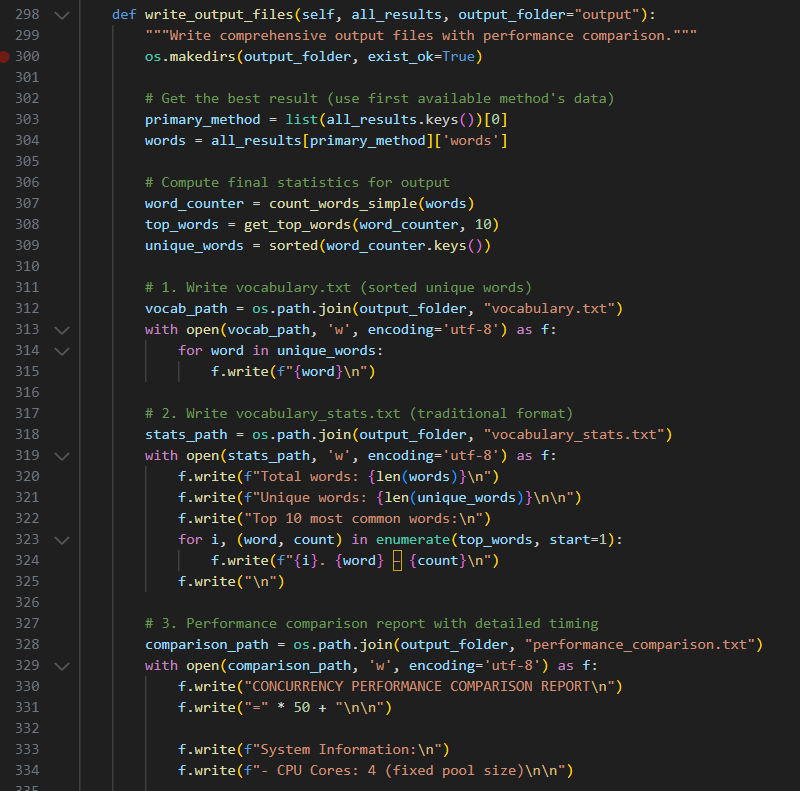 298 def write_output_files(self, all_results, output_folder="output"):
299 """Write comprehensive output files with performance comparison."""
300 os.makedirs(output_folder, exist_ok=True)
301
302 # Get the best result (use first available method's data)
303 primary_method = list(all_results.keys())[0]
304 words = all_results[primary_method]['words']
305
306 # Compute final statistics for output
307 word_counter = count_words_simple(words)
308 top_words = get_top_words(word_counter, 10)
309 unique_words = sorted(word_counter.keys())
310
311 # 1. Write vocabulary.txt (sorted unique words)
312 vocab_path = os.path.join(output_folder, "vocabulary.txt")
313 with open(vocab_path, 'w', encoding='utf-8') as f:
314 for word in unique_words:
315 f.write(f"{word}\n")
316
317 # 2. Write vocabulary_stats.txt (traditional format)
318 stats_path = os.path.join(output_folder, "vocabulary_stats.txt")
319 with open(stats_path, 'w', encoding='utf-8') as f:
320 f.write(f"Total words: {len(words)}\n")
321 f.write(f"Unique words: {len(unique_words)}\n\n")
322 f.write("Top 10 most common words:\n")
323 for i, (word, count) in enumerate(top_words, start=1):
324 f.write(f"{i}. {word} – {count}\n")
325 f.write("\n")
326
327 # 3. Performance comparison report with detailed timing
328 comparison_path = os.path.join(output_folder, "performance_comparison.txt")
329 with open(comparison_path, 'w', encoding='utf-8') as f:
330 f.write("CONCURRENCY PERFORMANCE COMPARISON REPORT\n")
331 f.write("=" * 50 + "\n\n")
332
333 f.write(f"System Information:\n")
334 f.write(f"- CPU Cores: 4 (fixed pool size)\n\n")